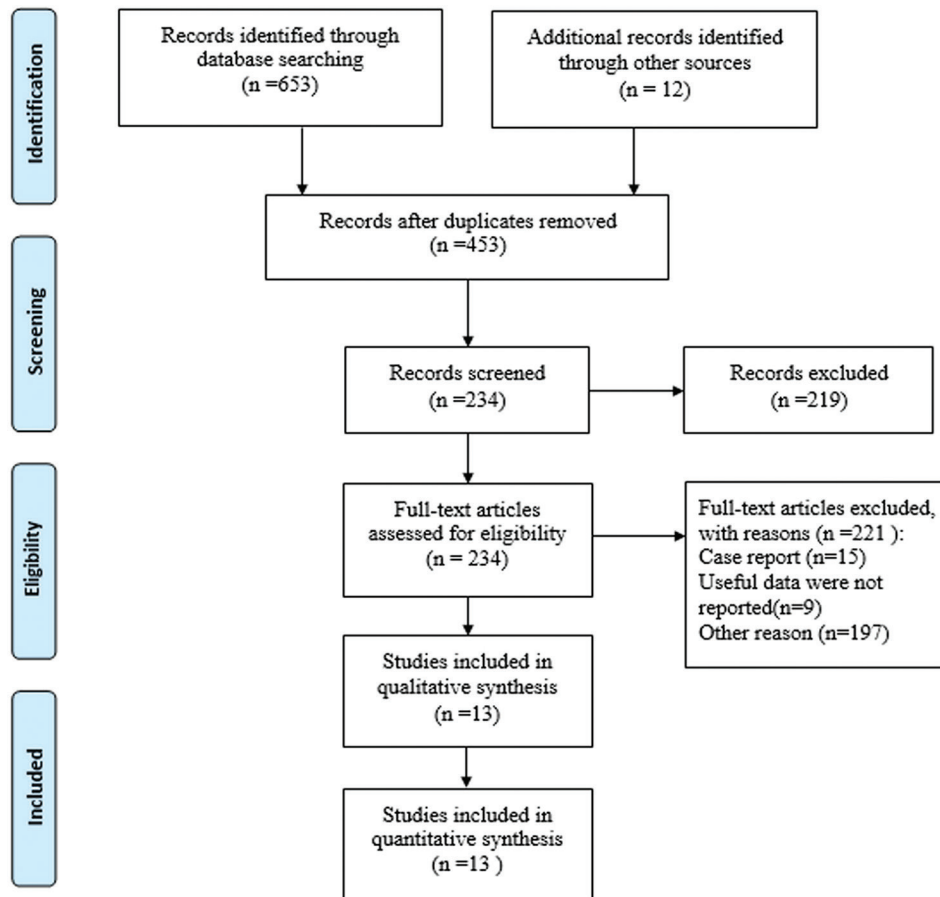 Identification
Records identified through
database searching
(n =653)
Additional records identified
through other sources
(n = 12)
Records after duplicates removed
(n =453)
Screening
Records screened
(n =234)
Records excluded
(n =219)
Eligibility
Full-text articles
assessed for eligibility
(n = 234)
Full-text articles excluded,
with reasons (n =221 ):
Case report (n=15)
Useful data were not
reported(n=9)
Other reason (n=197)
Studies included in
qualitative synthesis
(n =13)
Included
Studies included in
quantitative synthesis
(n =13 )